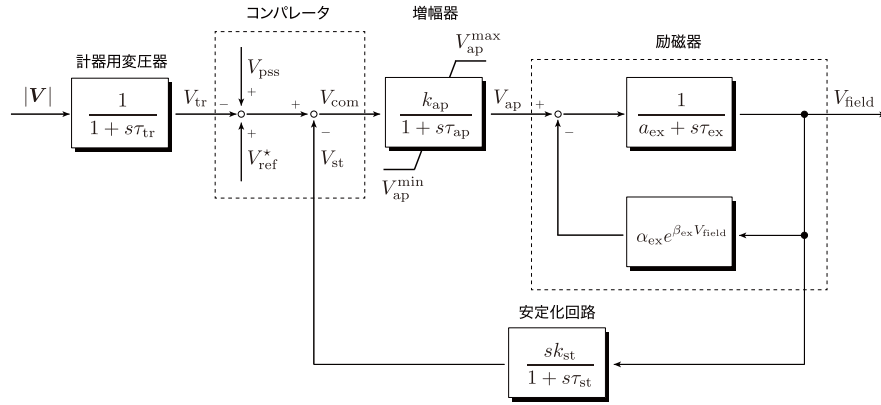 コンパレータ
増幅器
励磁器
計器用変圧器
|V|
1
1 + sτ_tr
V_tr
−
V_pss
+
+
V_ref^⋆
+
V_com
−
V_st
V_ap^max
k_ap
1 + sτ_ap
V_ap^min
V_ap
+
−
1
a_ex + sτ_ex
V_field
α_ex e^{β_ex V_field}
安定化回路
sk_st
1 + sτ_st